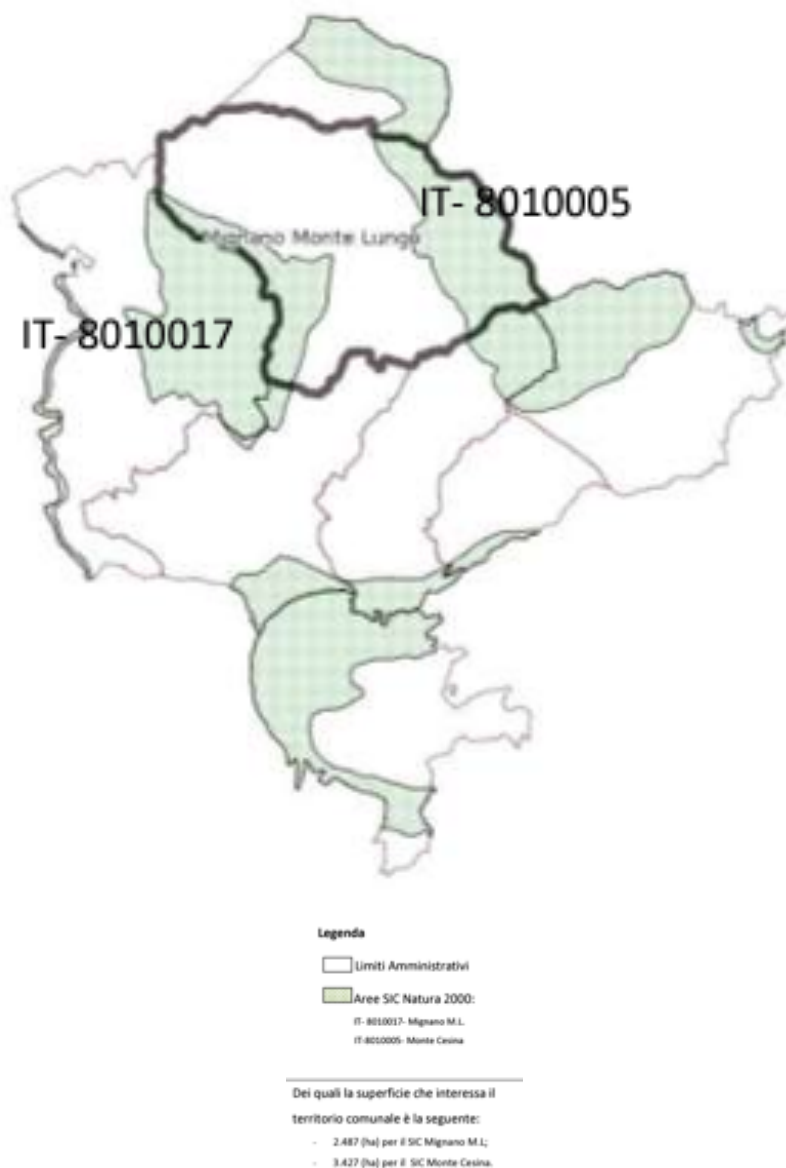 IT- 8010005
Mignano Monte Lungo
IT- 8010017
Legenda
Limiti Amministrativi
Aree SIC Natura 2000:
IT- 8010017- Mignano M.L.
IT-8010005- Monte Cesina
Dei quali la superficie che interessa il
territorio comunale è la seguente:
- 2.487 (ha) per il SIC Mignano M.L;
- 3.427 (ha) per il SIC Monte Cesina.